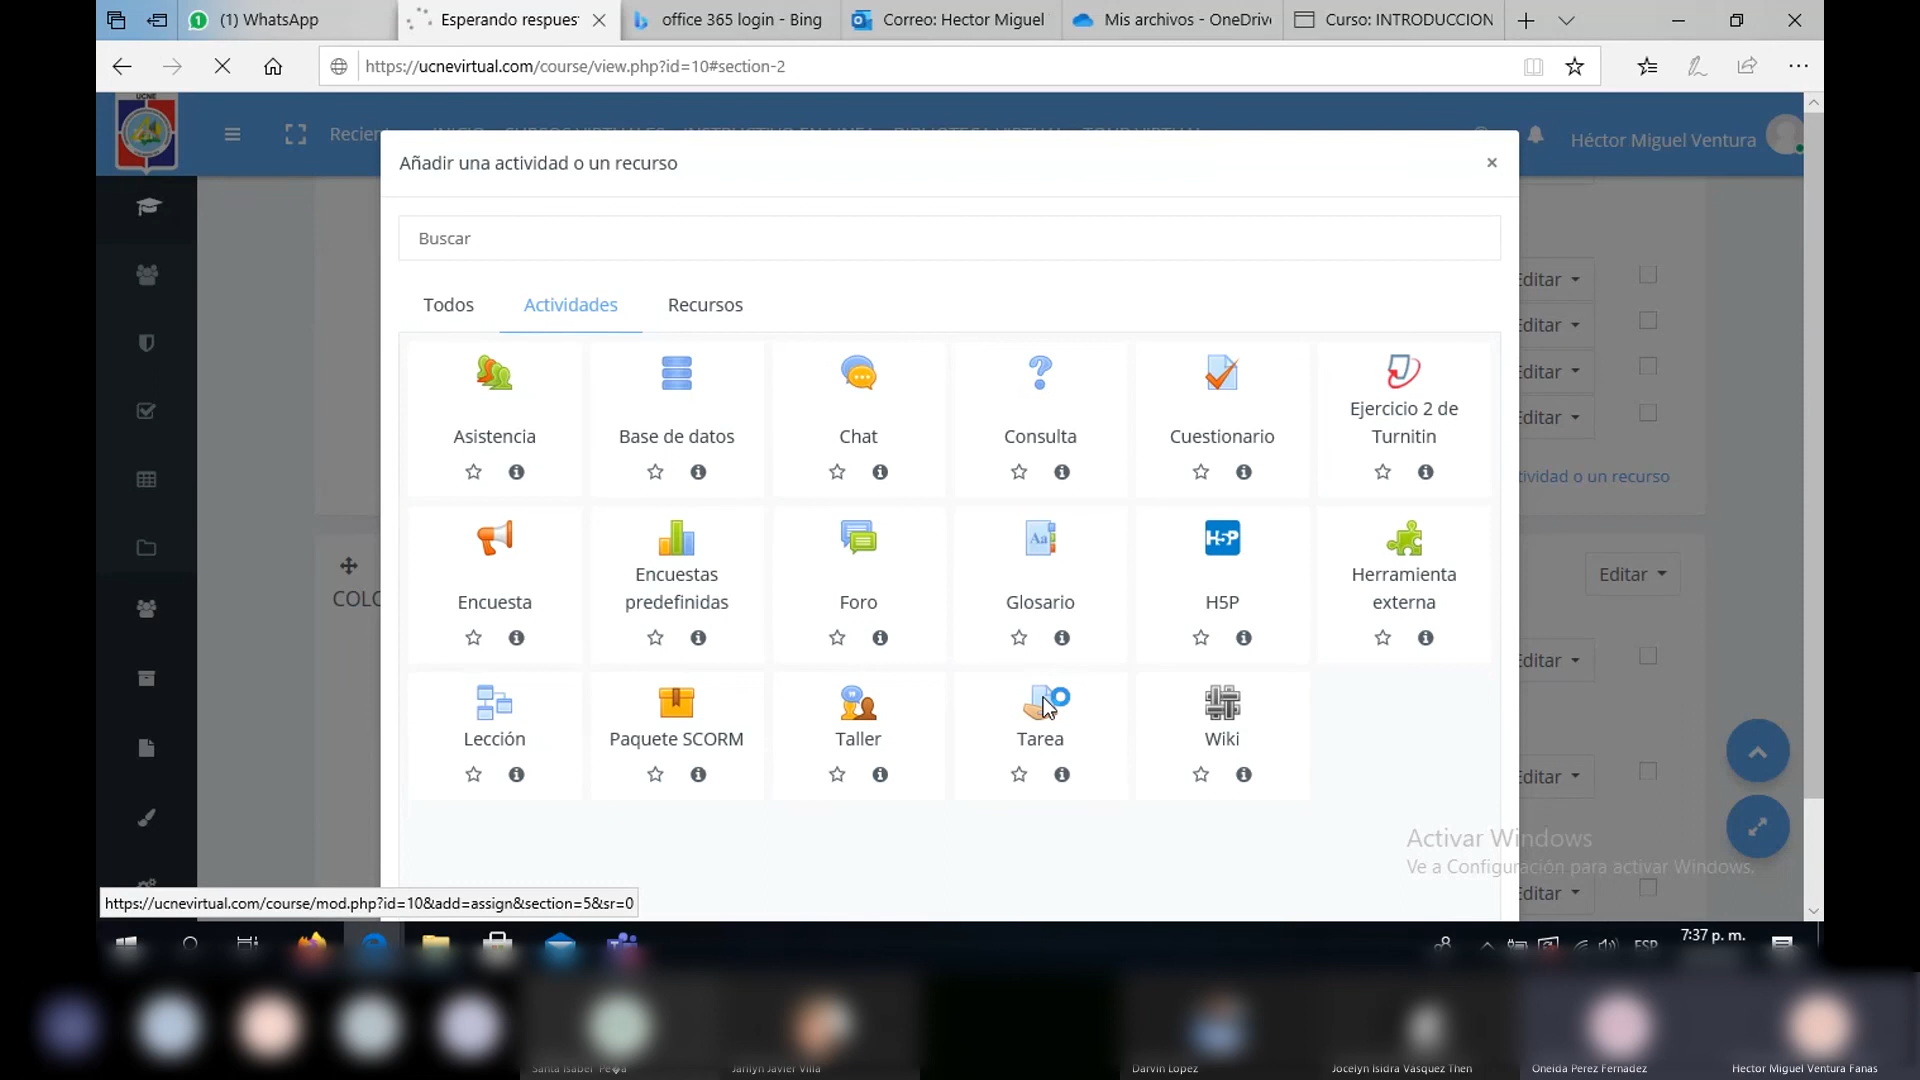 (1) WhatsApp
Esperando respues
office 365 login - Bing
Correo: Hector Miguel
Mis archivos - OneDriv
Curso: INTRODUCCION
https://ucnevirtual.com/course/view.php?id=10#section-2
UCNE
Recien
Héctor Miguel Ventura
Añadir una actividad o un recurso
×
Buscar
Todos
Actividades
Recursos
Asistencia
Base de datos
Chat
Consulta
Cuestionario
Ejercicio 2 de
Turnitin
Encuesta
Encuestas
predefinidas
Foro
Glosario
H5P
Herramienta
externa
Lección
Paquete SCORM
Taller
Tarea
Wiki
Editar
Editar
Editar
Editar
tividad o un recurso
COLO
Editar
Editar
Editar
Editar
Activar Windows
Ve a Configuración para activar Windows.
https://ucnevirtual.com/course/mod.php?id=10&add=assign&section=5&sr=0
ESP
7:37 p. m.
Santa Isabel
Darvin Lopez
Jocelyn Isidra Vasquez Then
Oneida Perez Fernadez
Hector Miguel Ventura Fanas